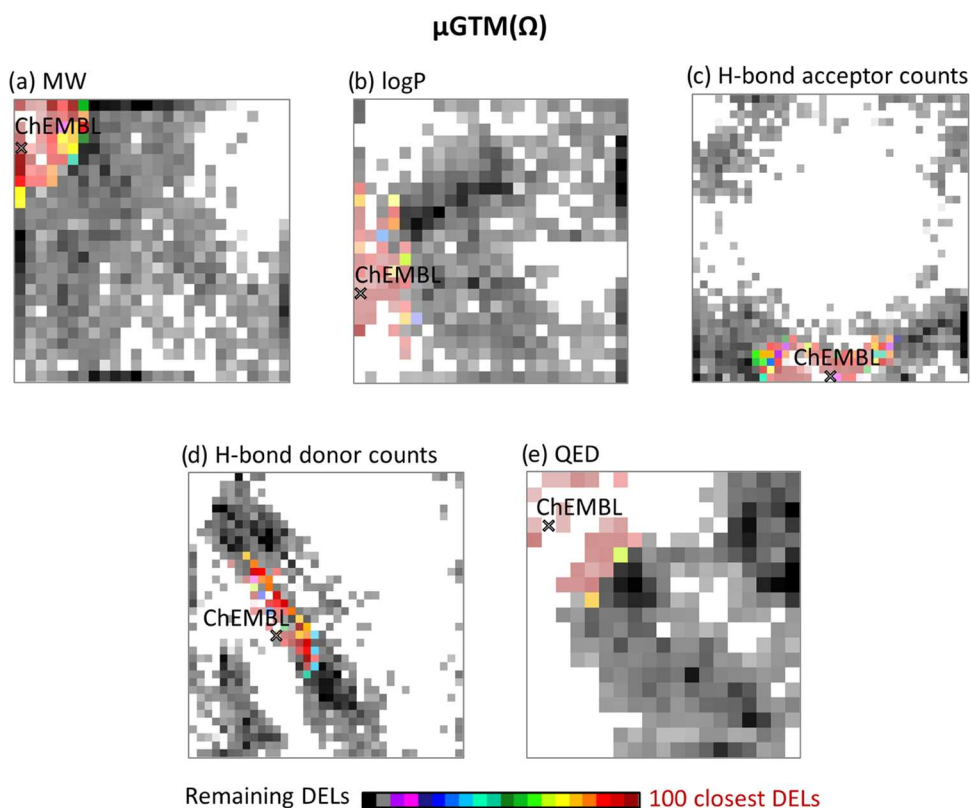 μGTM(Ω)
(a) MW
(b) logP
(c) H-bond acceptor counts
ChEMBL
ChEMBL
ChEMBL
(d) H-bond donor counts
(e) QED
ChEMBL
ChEMBL
Remaining DELs
100 closest DELs